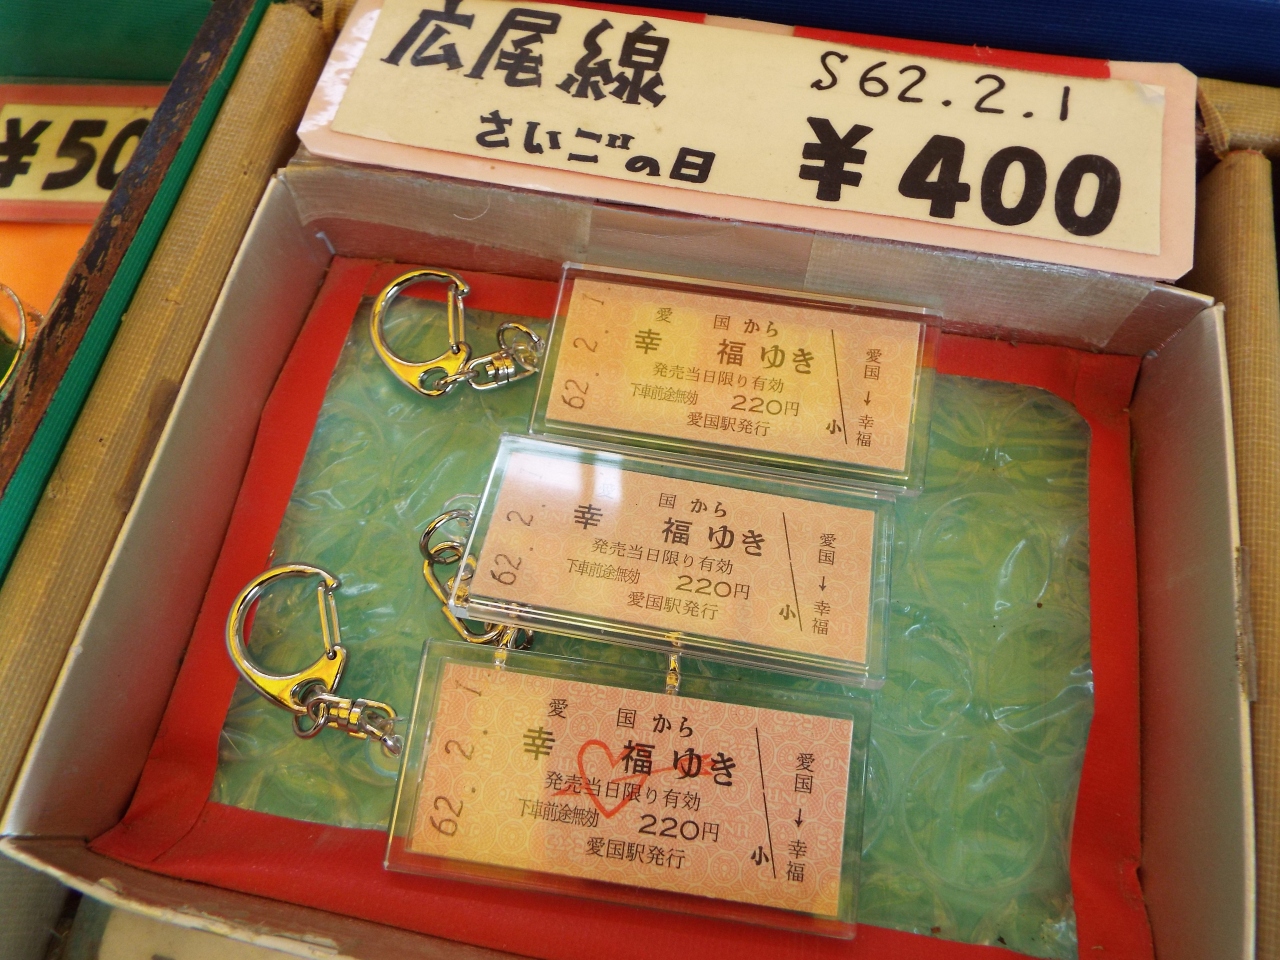 広尾線
S62.2.1
さいごの日
¥400
¥50
62.2.1.
愛国から
幸福ゆき
発売当日限り有効
下車前途無効 220円
愛国駅発行
小
愛国→幸福
62.2.
国から
幸福ゆき
発売当日限り有効
下車前途無効 220円
愛国駅発行
小
愛国→幸福
62.2.1
愛国から
幸福ゆき
発売当日限り有効
下車前途無効 220円
愛国駅発行
小
愛国→幸福